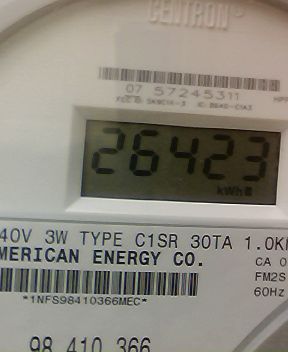 CENTRON
07 57245311
26423
kWh
40V 3W TYPE C1SR 30TA 1.0K
MERICAN ENERGY CO.
CA 0
FM2S
60Hz
*1NFS98410366MEC*
98 410 366